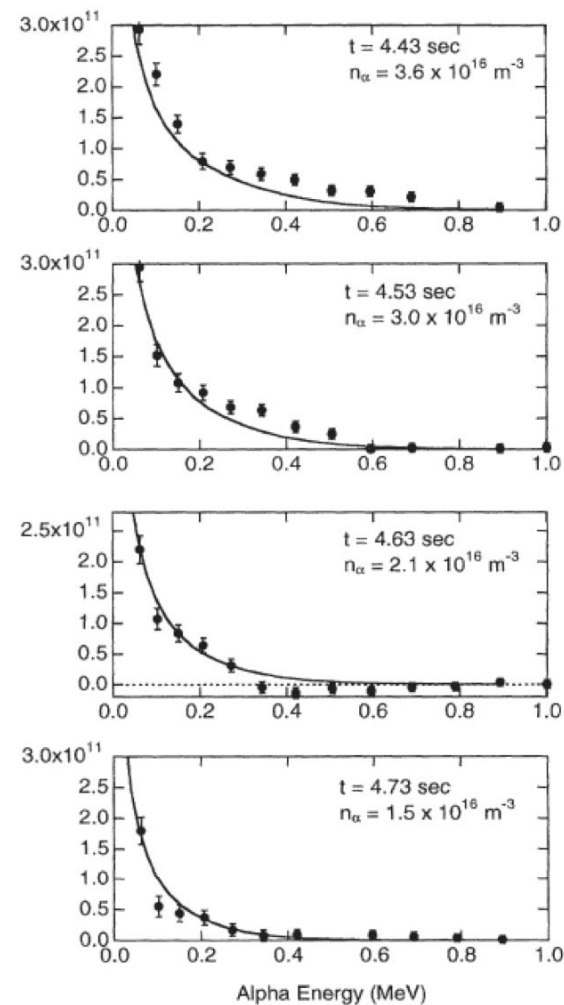 3.0x10¹¹
2.5
2.0
1.5
1.0
0.5
0.0
t = 4.43 sec
nα = 3.6 x 10¹⁶ m⁻³
0.0 0.2 0.4 0.6 0.8 1.0
3.0x10¹¹
2.5
2.0
1.5
1.0
0.5
0.0
t = 4.53 sec
nα = 3.0 x 10¹⁶ m⁻³
0.0 0.2 0.4 0.6 0.8 1.0
2.5x10¹¹
2.0
1.5
1.0
0.5
0.0
t = 4.63 sec
nα = 2.1 x 10¹⁶ m⁻³
0.0 0.2 0.4 0.6 0.8 1.0
3.0x10¹¹
2.5
2.0
1.5
1.0
0.5
0.0
t = 4.73 sec
nα = 1.5 x 10¹⁶ m⁻³
0.0 0.2 0.4 0.6 0.8 1.0
Alpha Energy (MeV)